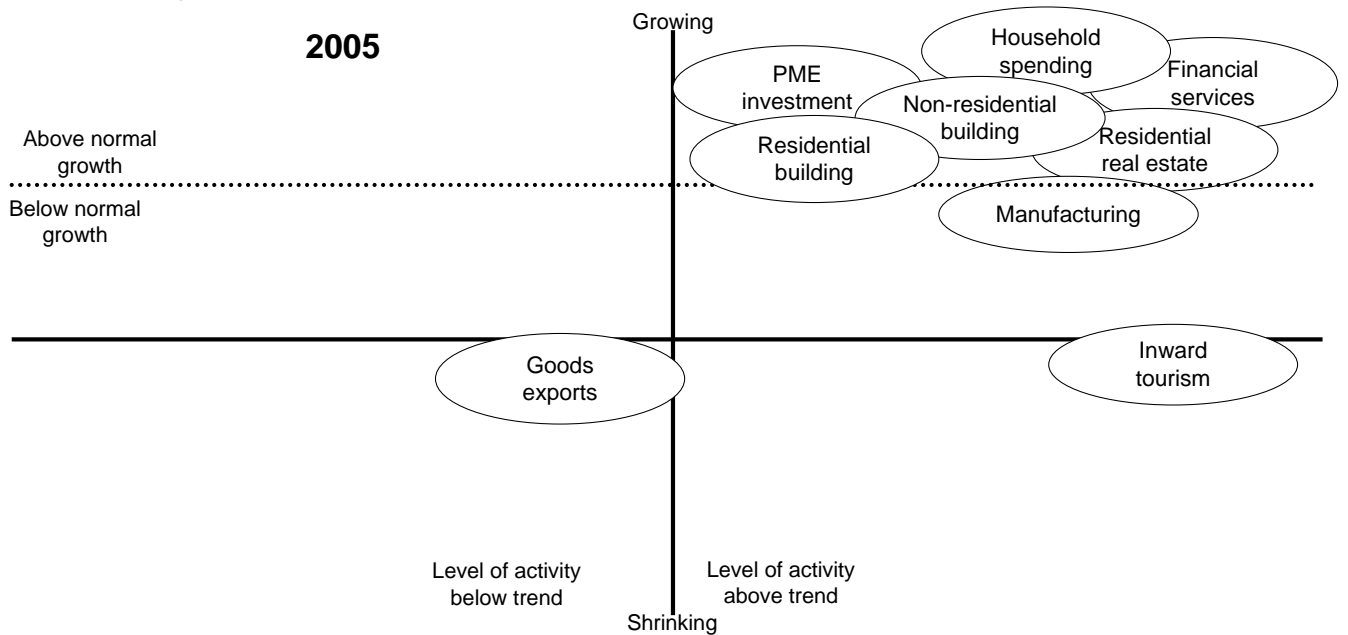 Growing
2005
Household
spending
Financial
services
PME
investment
Non-residential
building
Residential
real estate
Residential
building
Above normal
growth
Below normal
growth
Manufacturing
Goods
exports
Inward
tourism
Level of activity
below trend
Level of activity
above trend
Shrinking